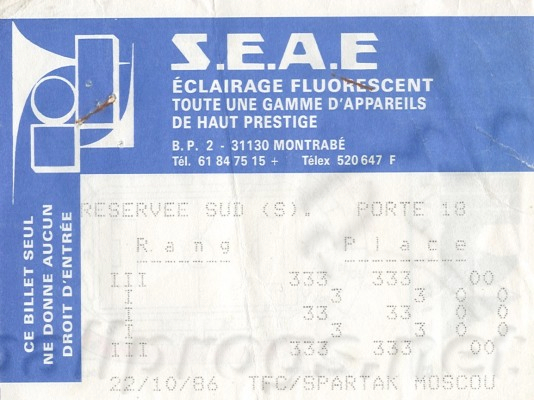 S.E.A.E
ÉCLAIRAGE FLUORESCENT
TOUTE UNE GAMME D'APPAREILS
DE HAUT PRESTIGE
B.P. 2 - 31130 MONTRABÉ
Tél. 61 84 75 15 + Télex 520 647 F
CE BILLET SEUL
NE DONNE AUCUN
DROIT D'ENTRÉE
RESERVEE SUD (S). PORTE 18
Rang Place
III 333 333 00
I 3 3 0 0
I 33 33 0 0
I 3 3 0 0
III 333 333 00
22/10/86 TFC/SPARTAK MOSCOU